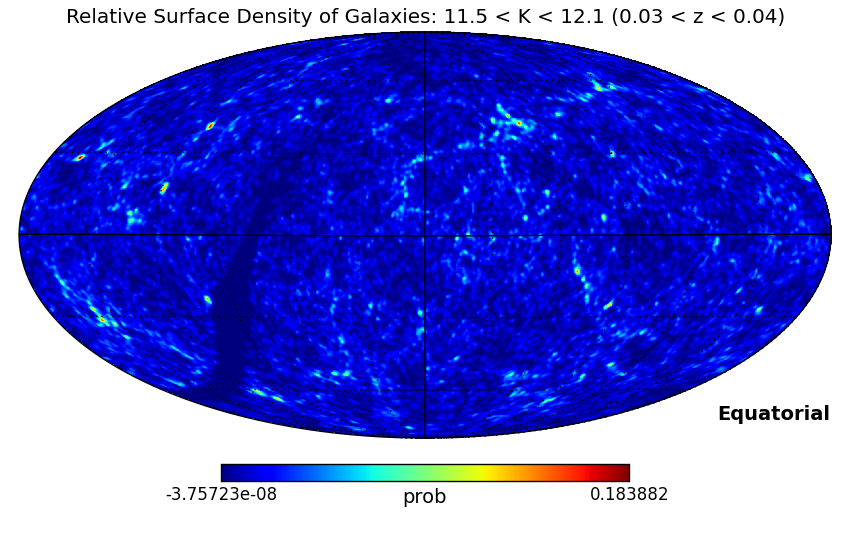 Relative Surface Density of Galaxies: 11.5 < K < 12.1 (0.03 < z < 0.04)
Equatorial
-3.75723e-08 prob 0.183882